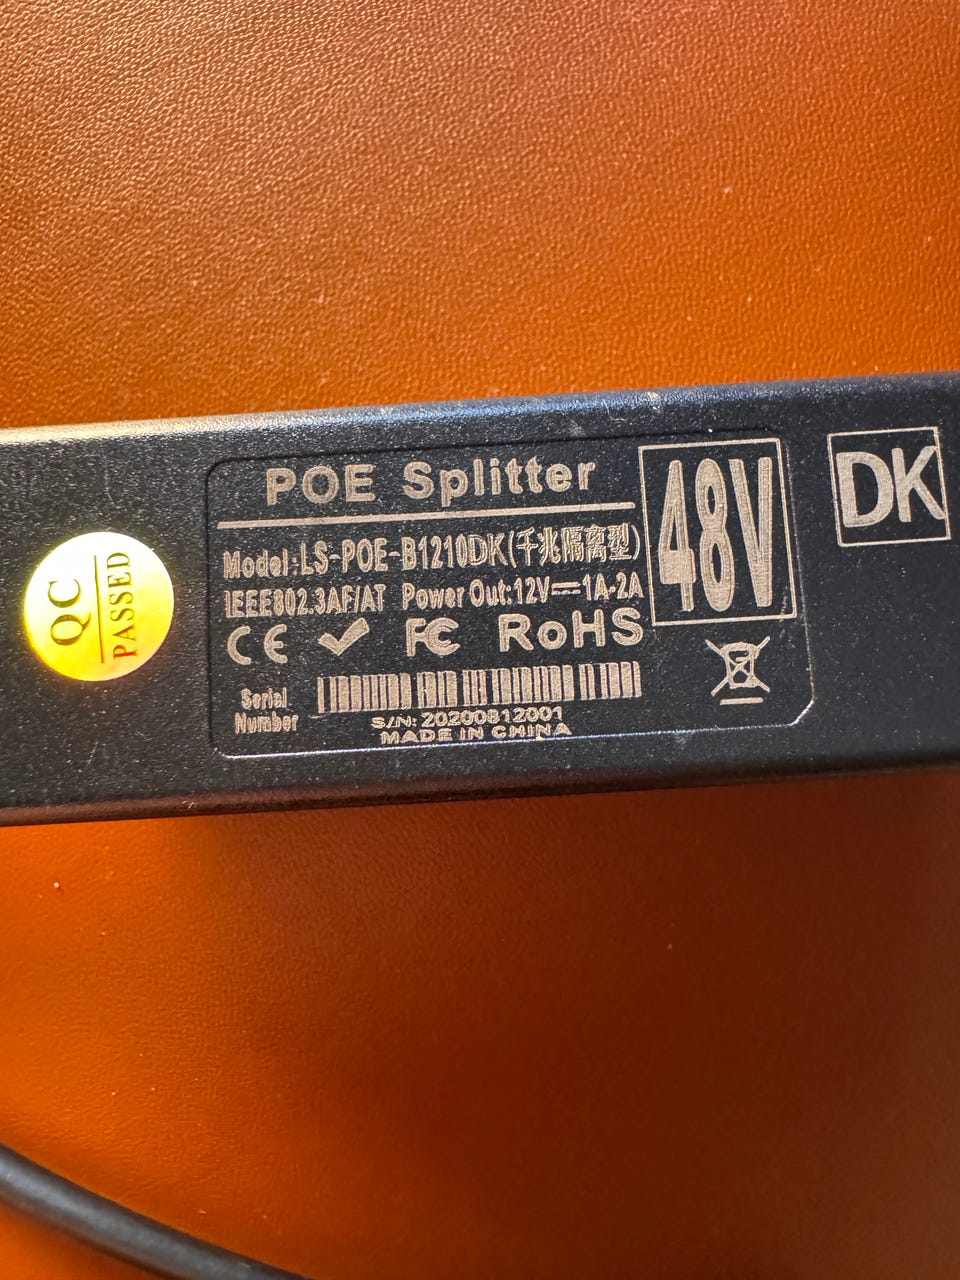 POE Splitter
48V
DK
Model:LS-POE-B1210DK(千兆隔离型)
IEEE802.3AF/AT Power Out:12V⎓1A-2A
CE ✓ FC RoHS
Serial
Number
S/N: 20200812001
MADE IN CHINA
QC
PASSED